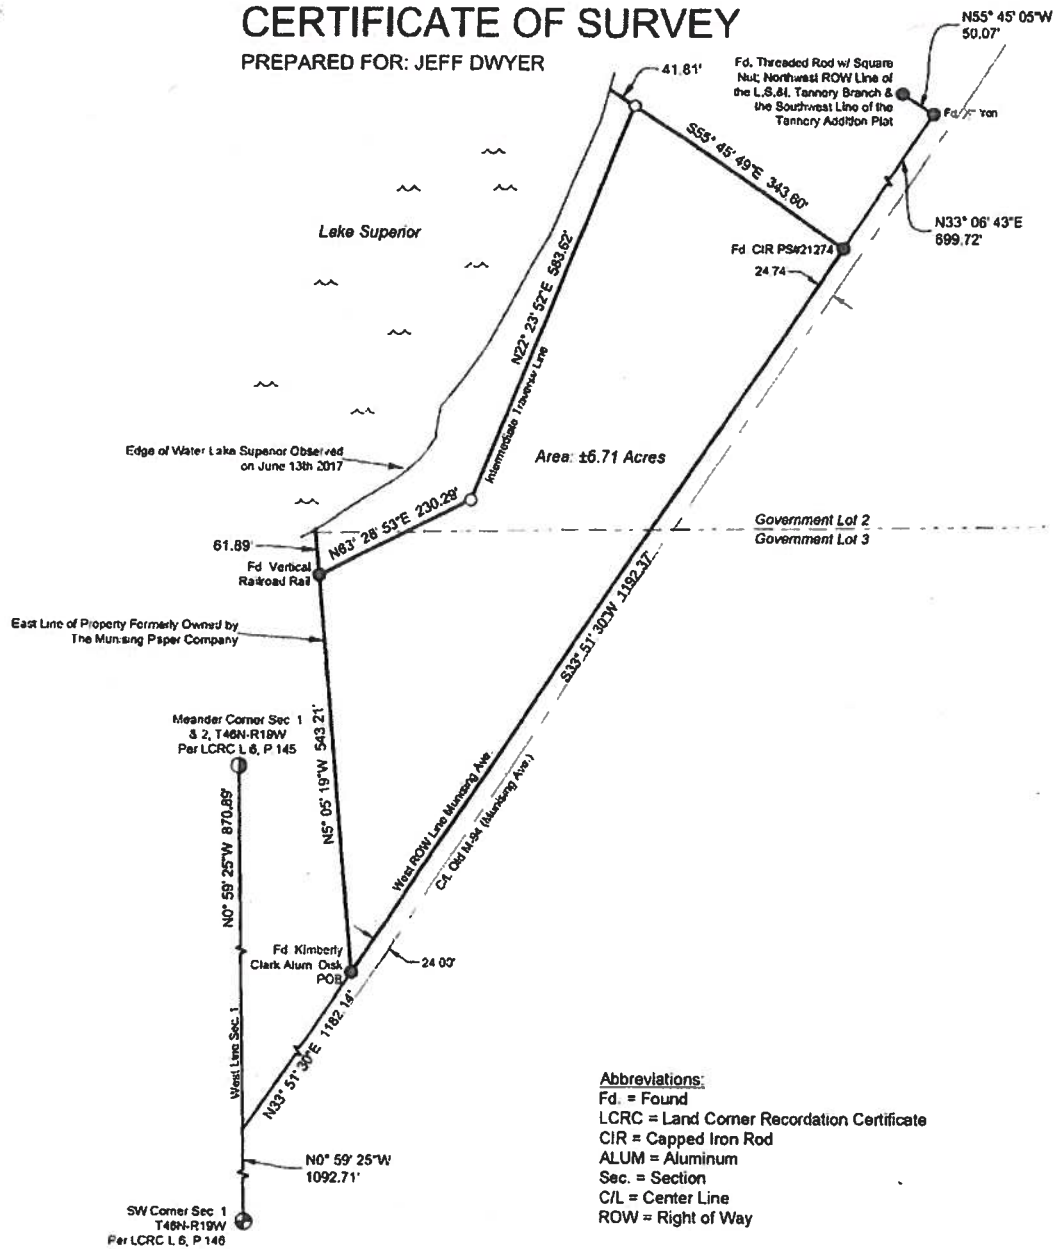 CERTIFICATE OF SURVEY
PREPARED FOR: JEFF DWYER
N55° 45' 05"W
50.07'
41.81'
Fd. Threaded Rod w/ Square
Nut; Northwest ROW Line of
the L.S.&I. Tannery Branch &
the Southwest Line of the
Tannery Addition Plat
Fd.
S55° 45' 49"E 343.60'
N33° 06' 43"E
699.72'
Lake Superior
Fd CIR PS#21274
24.74
N22° 23' 52"E 583.62'
Intermediate Traverse Line
Edge of Water Lake Superior Observed
on June 13th 2017
Area: ±6.71 Acres
N63° 28' 53"E 230.29'
Government Lot 2
Government Lot 3
61.89'
Fd Vertical
Railroad Rail
East Line of Property Formerly Owned by
The Munising Paper Company
S33° 51' 30"W 1192.37'
Meander Corner Sec 1
& 2, T46N-R19W
Per LCRC L 6, P 145
N5° 05' 19"W 543.21'
N0° 59' 25"W 870.89'
West ROW Line Munising Ave.
C/L Old M-94 (Munising Ave.)
Fd Kimberly
Clark Alum Disk
POB
24.00'
N33° 51' 30"E 1182.14'
West Line Sec. 1
N0° 59' 25"W
1092.71'
SW Corner Sec 1
T46N-R19W
Per LCRC L 6, P 146
Abbreviations:
Fd. = Found
LCRC = Land Corner Recordation Certificate
CIR = Capped Iron Rod
ALUM = Aluminum
Sec. = Section
C/L = Center Line
ROW = Right of Way